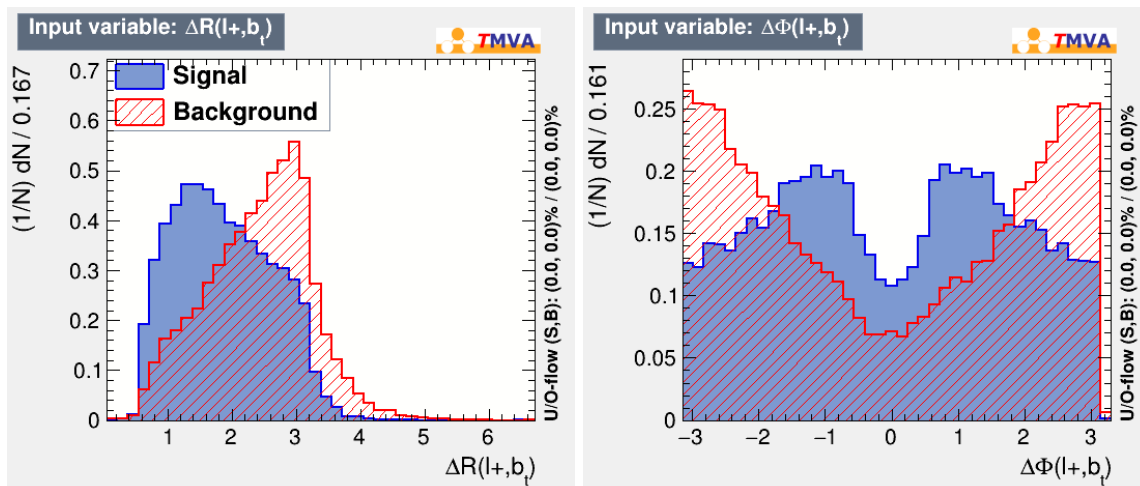 Input variable: ΔR(l+,b_t)
TMVA
(1/N) dN / 0.167
Signal
Background
0.7
0.6
0.5
0.4
0.3
0.2
0.1
0
1 2 3 4 5 6
ΔR(l+,b_t)
U/O-flow (S,B): (0.0, 0.0)% / (0.0, 0.0)%
Input variable: ΔΦ(l+,b_t)
TMVA
(1/N) dN / 0.161
0.25
0.2
0.15
0.1
0.05
0
−3 −2 −1 0 1 2 3
ΔΦ(l+,b_t)
U/O-flow (S,B): (0.0, 0.0)% / (0.0, 0.0)%